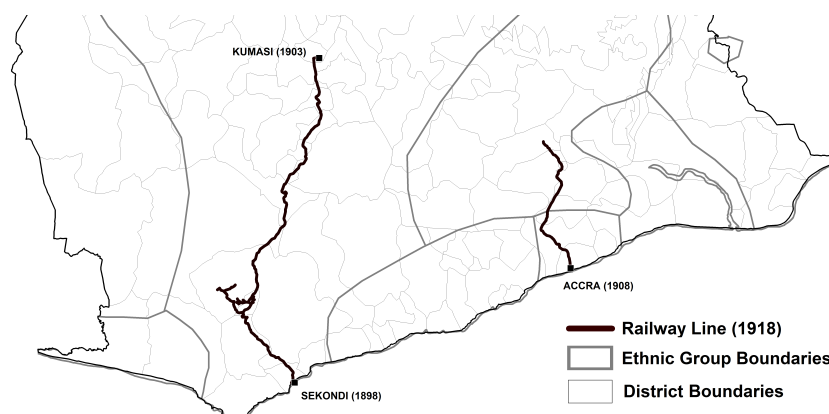 KUMASI (1903)
ACCRA (1908)
Railway Line (1918)
Ethnic Group Boundaries
District Boundaries
SEKONDI (1898)